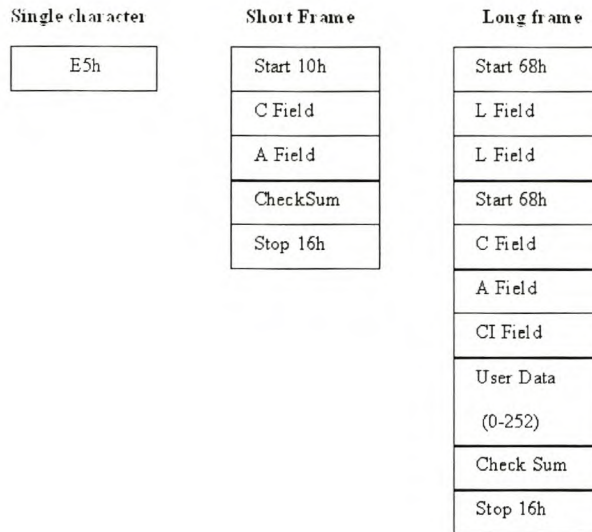 Single character
E5h
Short Frame
Start 10h
C Field
A Field
CheckSum
Stop 16h
Long frame
Start 68h
L Field
L Field
Start 68h
C Field
A Field
CI Field
User Data
(0-252)
Check Sum
Stop 16h